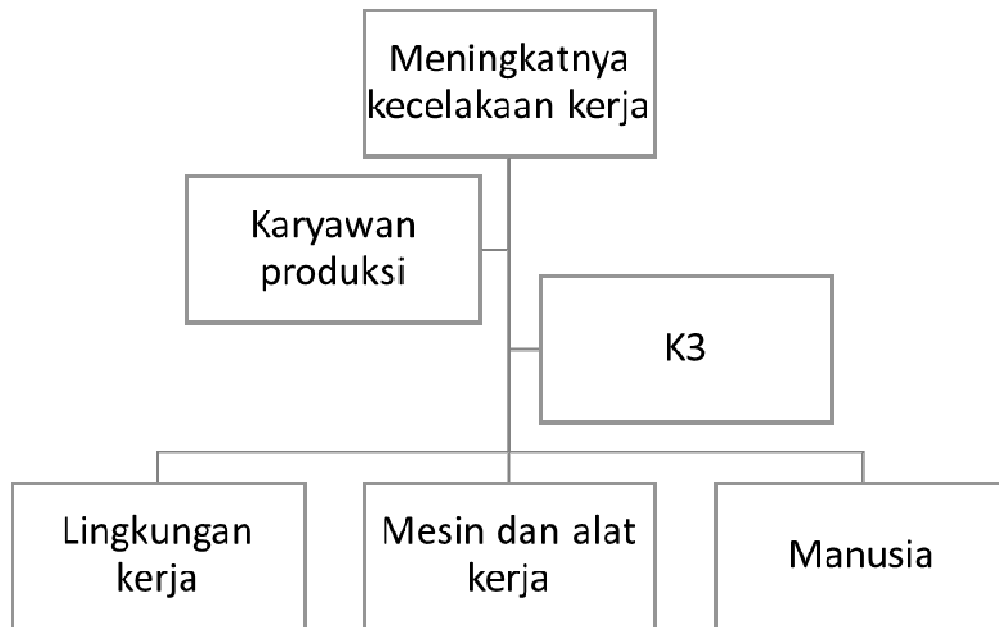 Meningkatnya
kecelakaan kerja
Karyawan
produksi
K3
Lingkungan
kerja
Mesin dan alat
kerja
Manusia